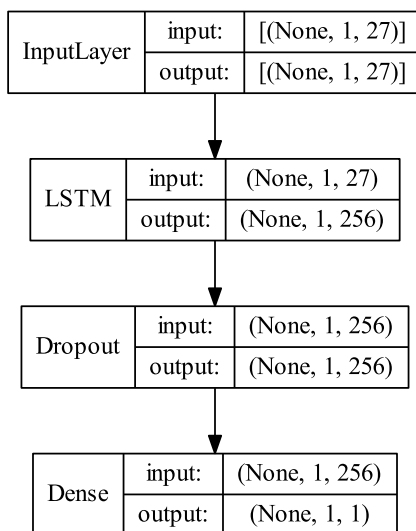 InputLayer
input: [(None, 1, 27)]
output: [(None, 1, 27)]
LSTM
input: (None, 1, 27)
output: (None, 1, 256)
Dropout
input: (None, 1, 256)
output: (None, 1, 256)
Dense
input: (None, 1, 256)
output: (None, 1, 1)